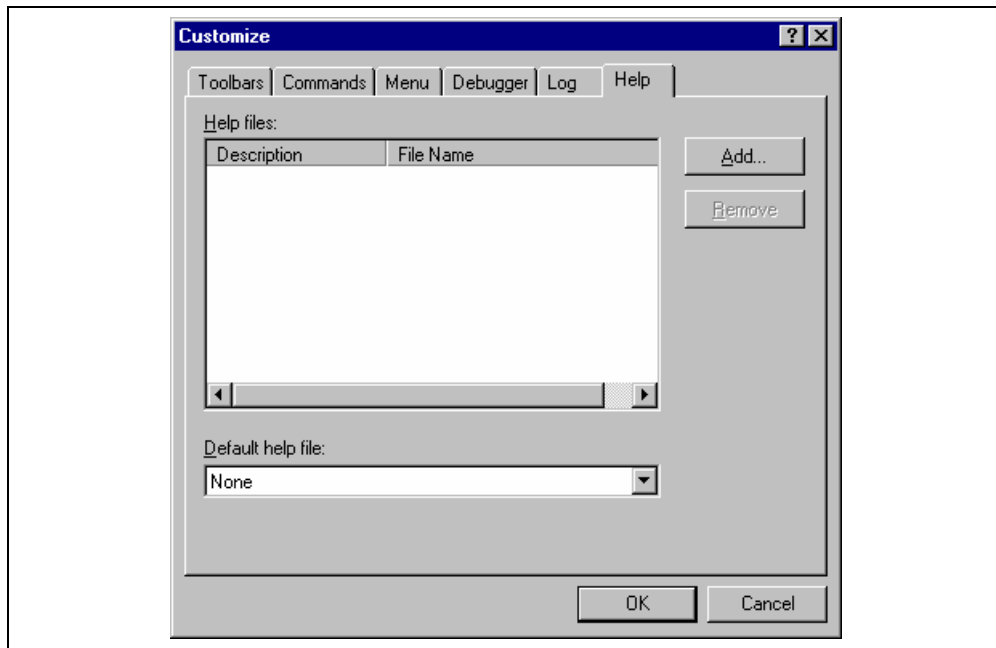 Customize
Toolbars Commands Menu Debugger Log Help
Help files:
Description File Name
Add...
Remove
Default help file:
None
OK Cancel